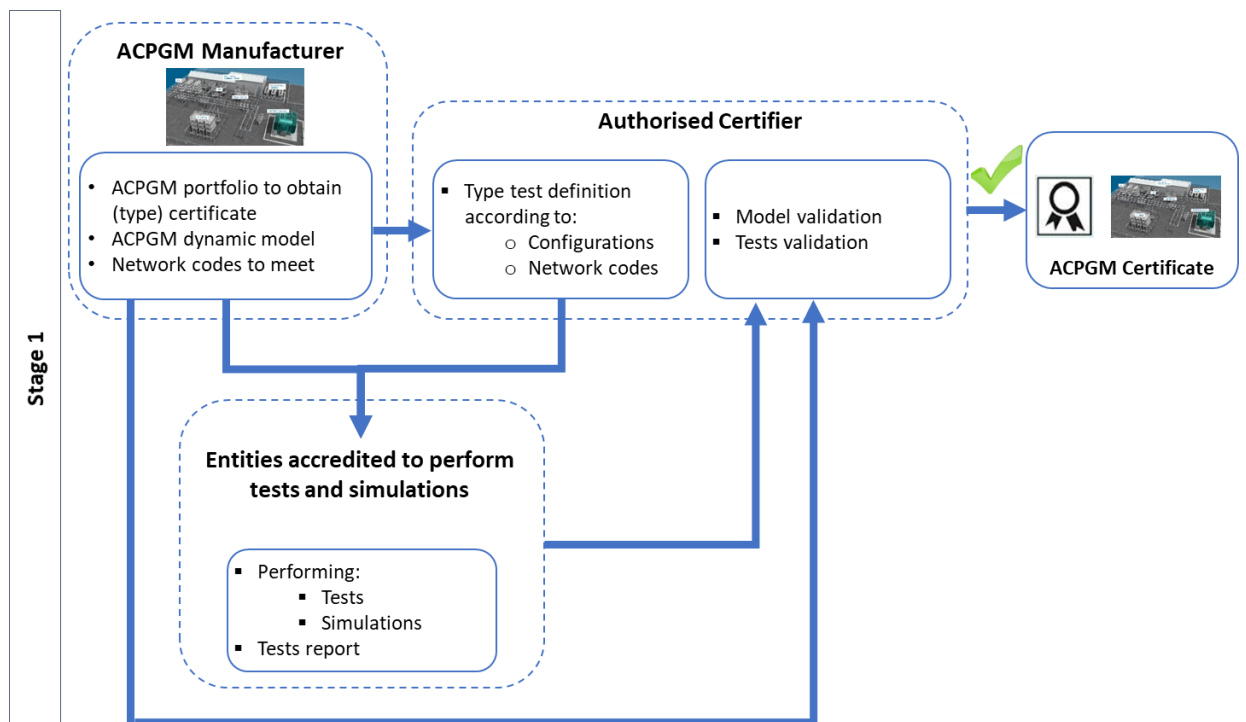 Stage 1
ACPGM Manufacturer
• ACPGM portfolio to obtain
(type) certificate
• ACPGM dynamic model
• Network codes to meet
Authorised Certifier
▪ Type test definition
according to:
o Configurations
o Network codes
▪ Model validation
▪ Tests validation
ACPGM Certificate
Entities accredited to perform
tests and simulations
▪ Performing:
▪ Tests
▪ Simulations
▪ Tests report